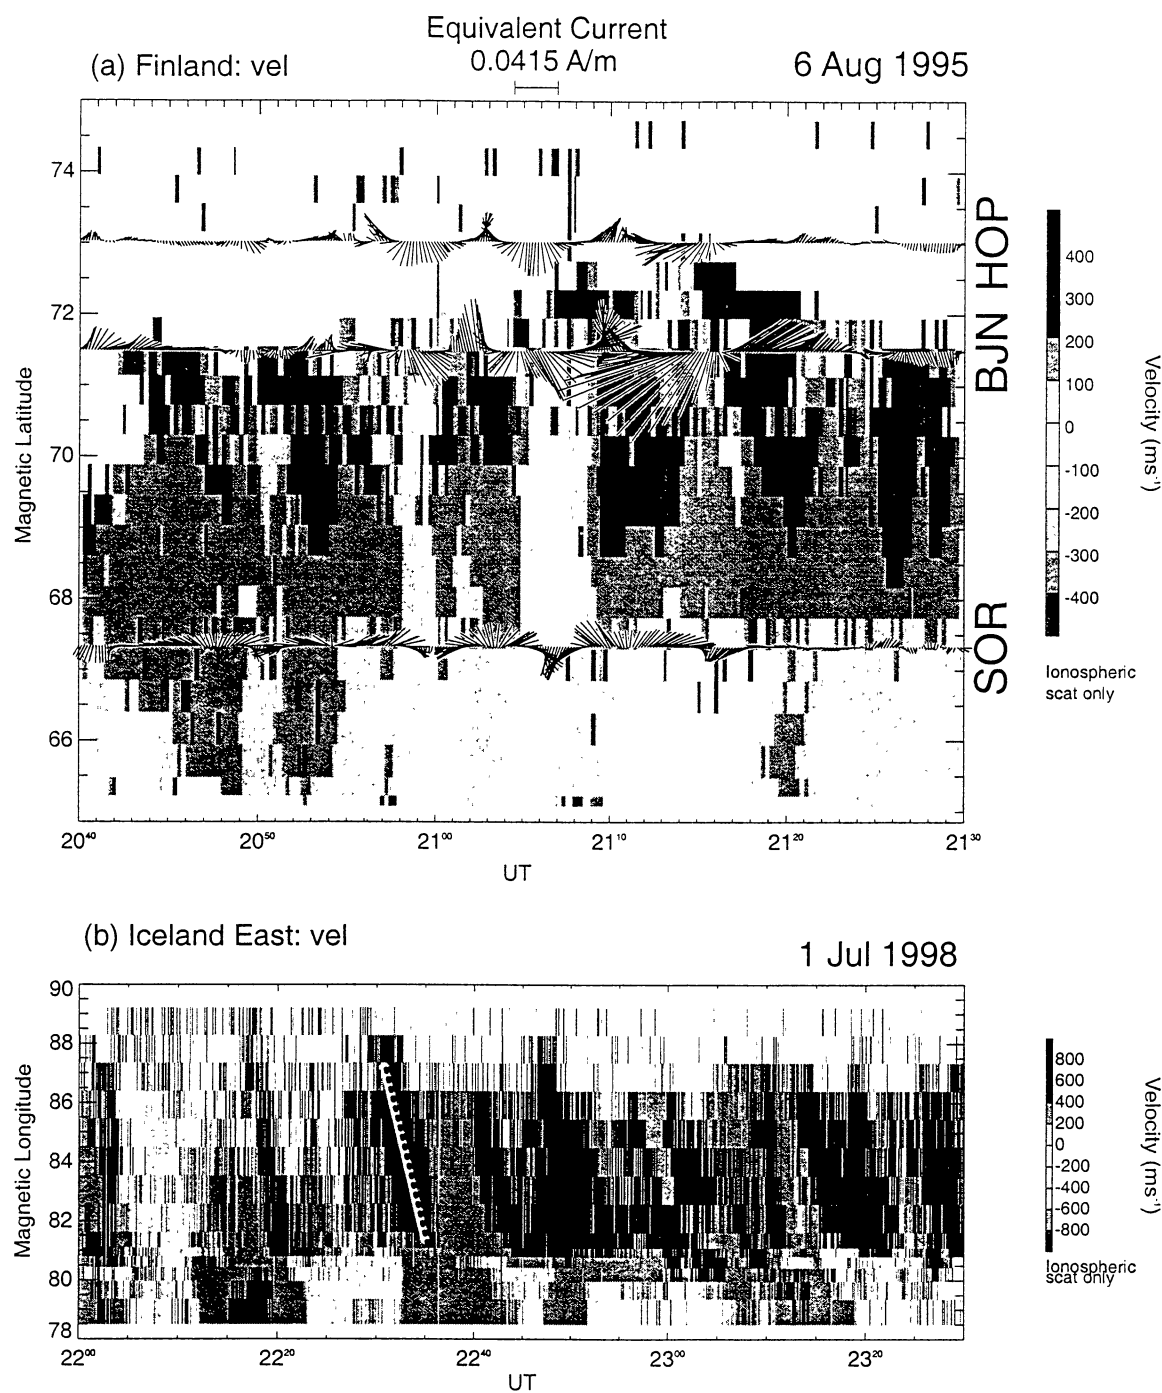 Equivalent Current
0.0415 A/m
(a) Finland: vel
6 Aug 1995
74
72
70
68
66
Magnetic Latitude
20⁴⁰
20⁵⁰
21⁰⁰
21¹⁰
21²⁰
21³⁰
UT
HOP
BJN
SOR
400
300
200
100
0
-100
-200
-300
-400
Velocity (ms⁻¹)
Ionospheric
scat only
(b) Iceland East: vel
1 Jul 1998
90
88
86
84
82
80
78
Magnetic Longitude
22⁰⁰
22²⁰
22⁴⁰
23⁰⁰
23²⁰
UT
800
600
400
200
0
-200
-400
-600
-800
Velocity (ms⁻¹)
Ionospheric
scat only